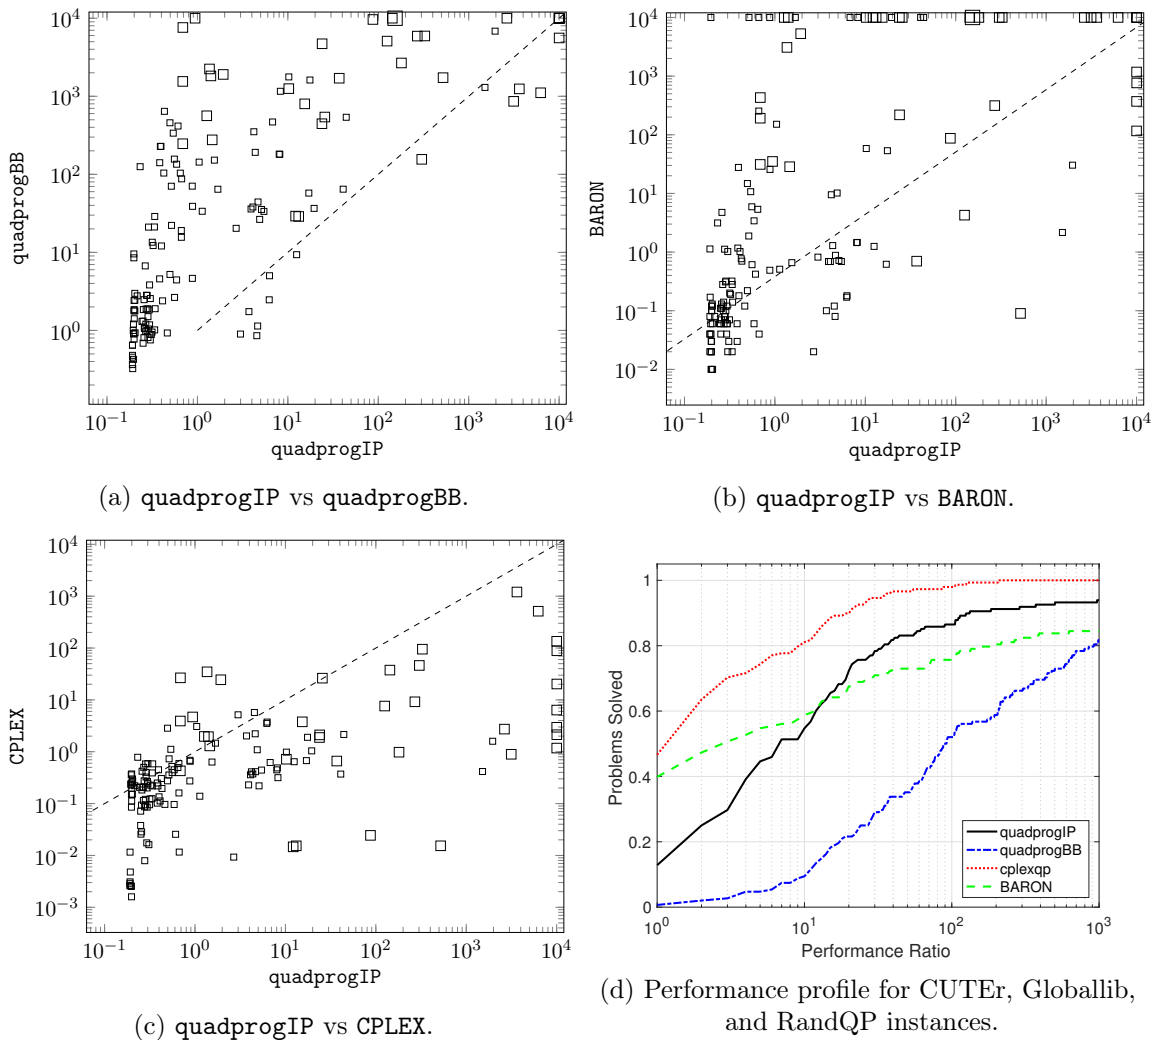 10^4
10^3
10^2
10^1
10^0
quadprogBB
10^−1 10^0 10^1 10^2 10^3 10^4
quadprogIP
(a) quadprogIP vs quadprogBB.
10^4
10^3
10^2
10^1
10^0
10^−1
10^−2
BARON
10^−1 10^0 10^1 10^2 10^3 10^4
quadprogIP
(b) quadprogIP vs BARON.
10^4
10^3
10^2
10^1
10^0
10^−1
10^−2
10^−3
CPLEX
10^−1 10^0 10^1 10^2 10^3 10^4
quadprogIP
(c) quadprogIP vs CPLEX.
1
0.8
0.6
0.4
0.2
0
Problems Solved
quadprogIP
quadprogBB
cplexqp
BARON
10^0 10^1 10^2 10^3
Performance Ratio
(d) Performance profile for CUTEr, Globallib,
and RandQP instances.